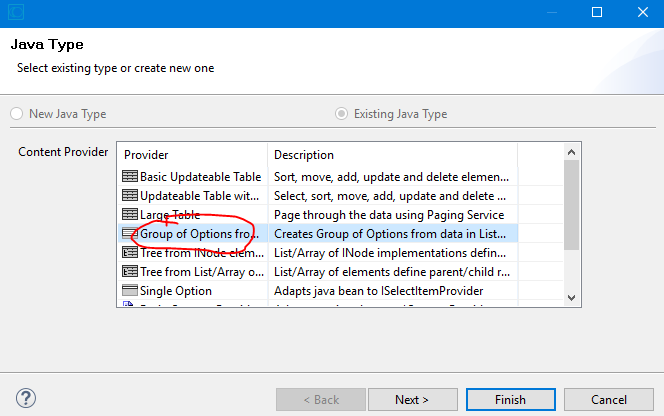 Java Type
Select existing type or create new one
New Java Type Existing Java Type
Content Provider
Provider Description
Basic Updateable Table Sort, move, add, update and delete elemen...
Updateable Table wit... Select, sort, move, add, update and delete ...
Large Table Page through the data using Paging Service
Group of Options fro... Creates Group of Options from data in List...
Tree from INode elem... List/Array of INode implementations defin...
Tree from List/Array o... List/Array of elements define parent/child r...
Single Option Adapts java bean to ISelectItemProvider
? < Back Next > Finish Cancel